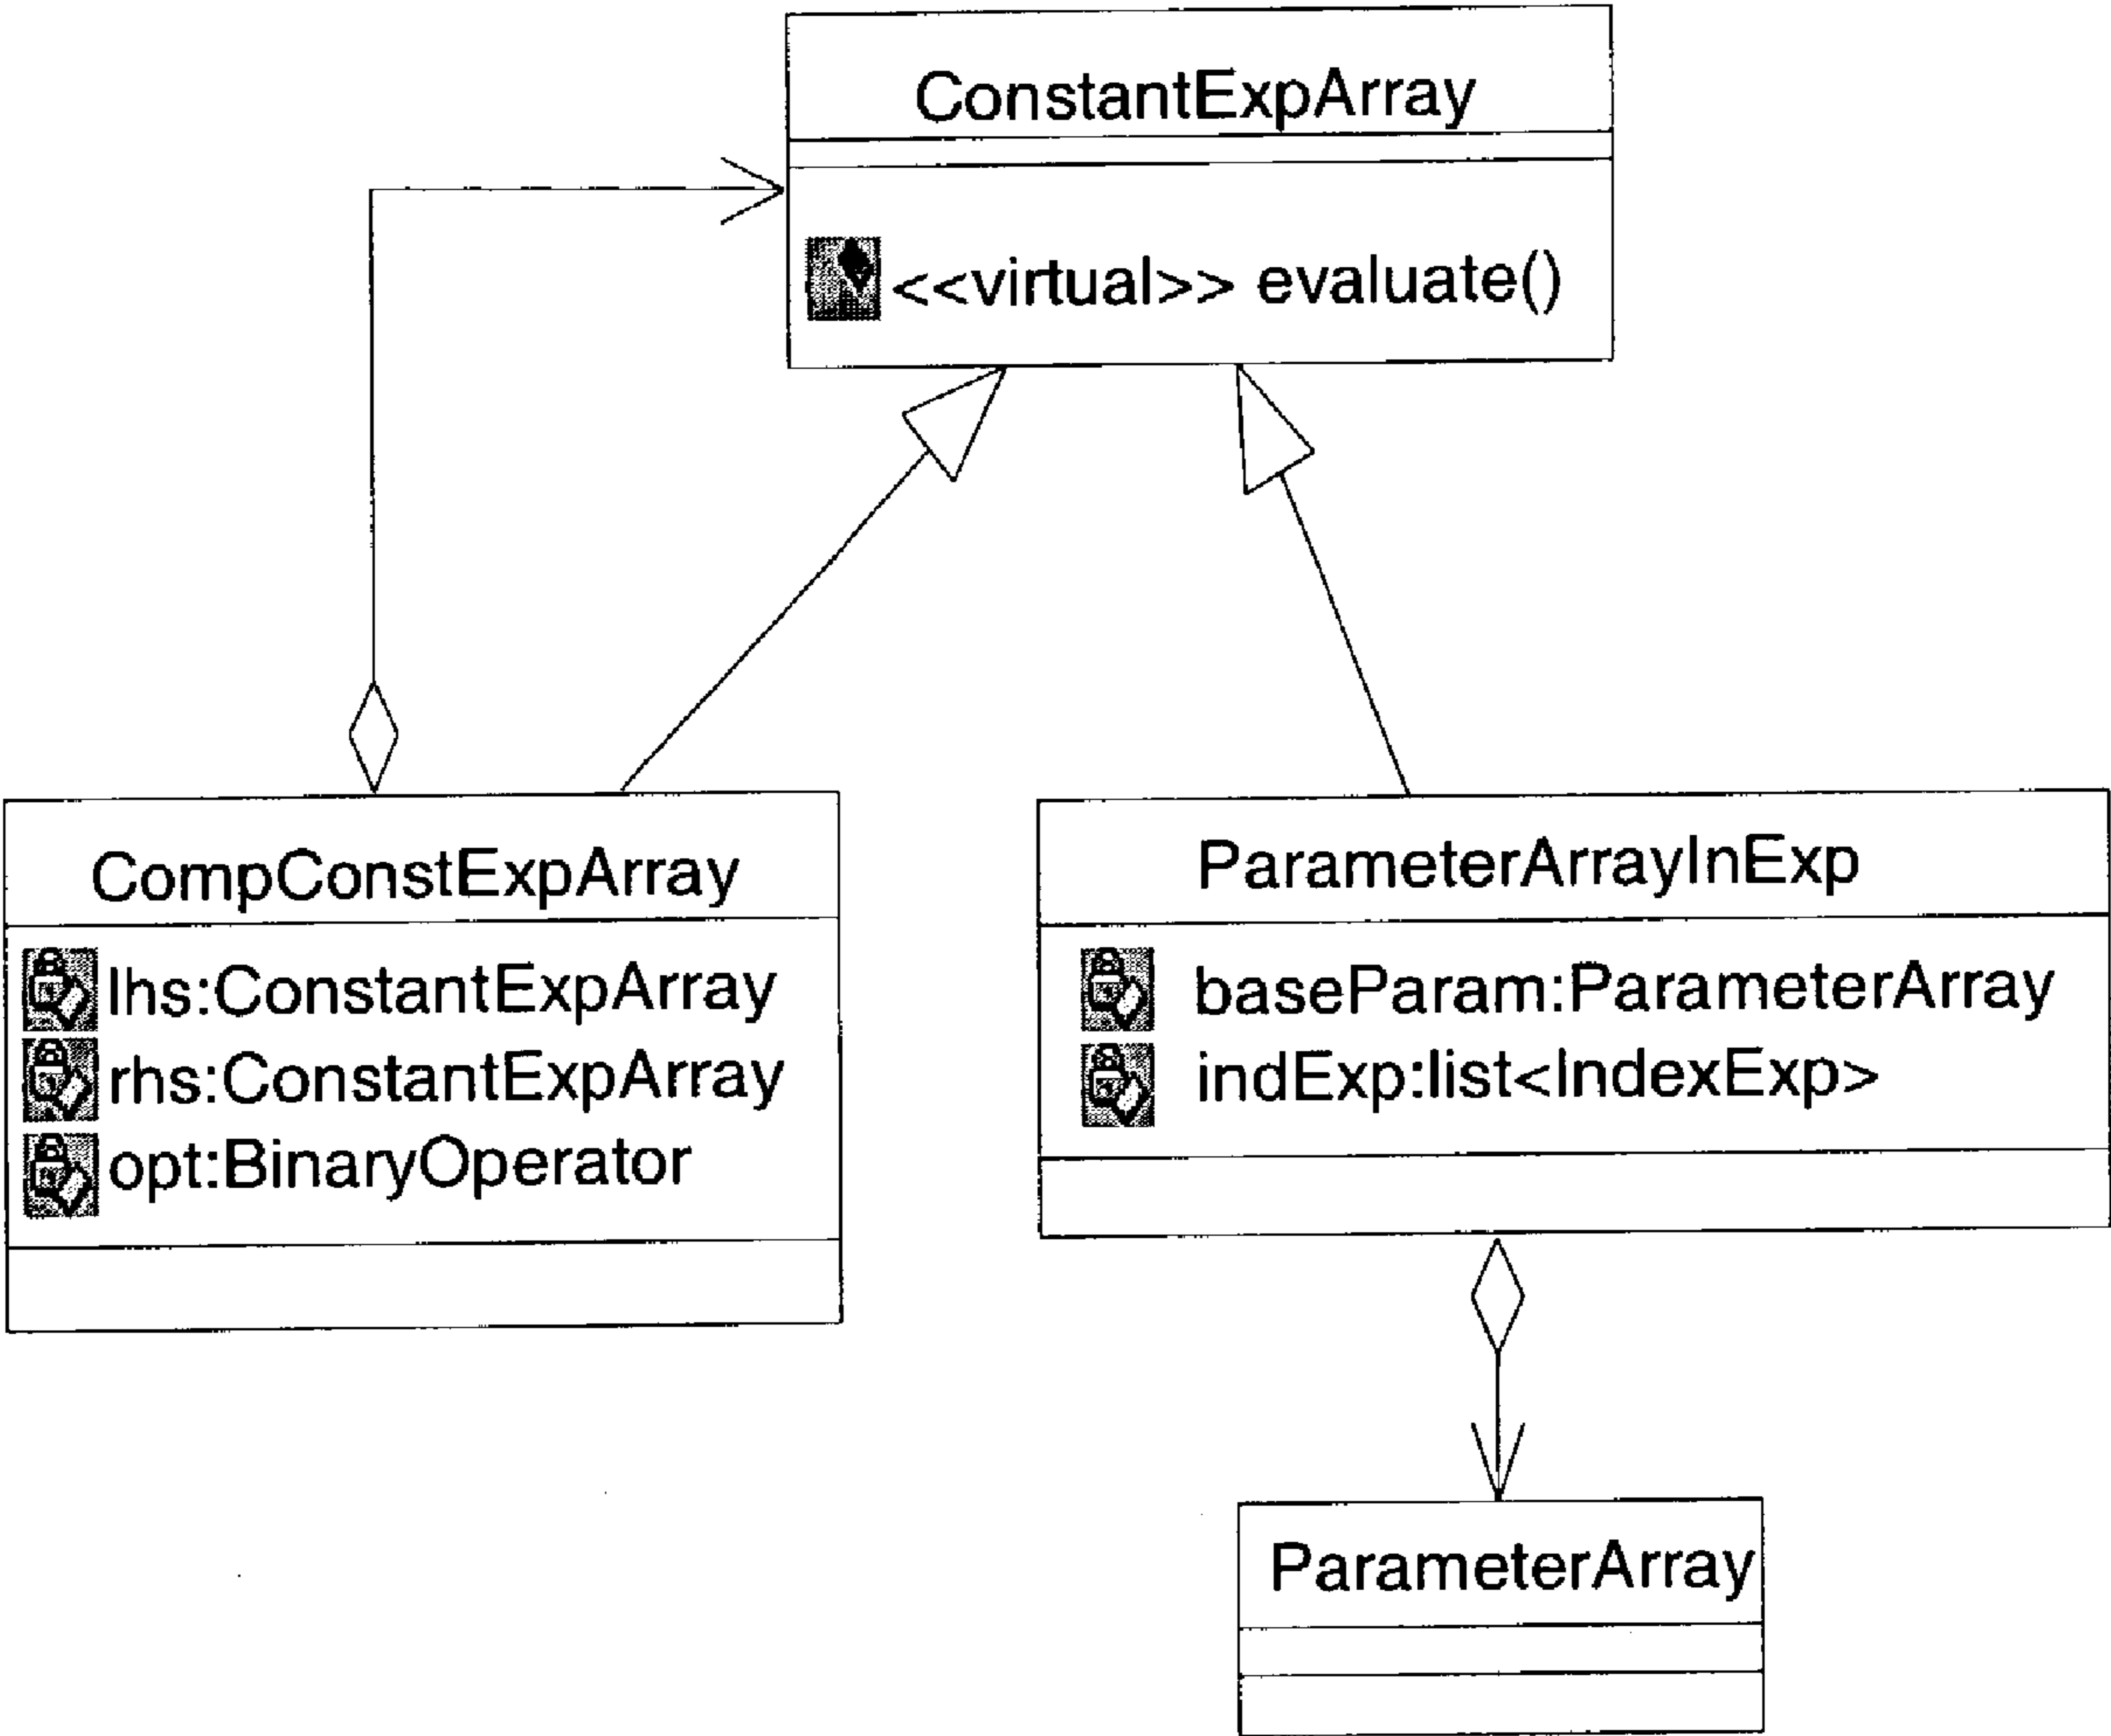 ConstantExpArray
<<virtual>> evaluate()
CompConstExpArray
lhs:ConstantExpArray
rhs:ConstantExpArray
opt:BinaryOperator
ParameterArrayInExp
baseParam:ParameterArray
indExp:list<IndexExp>
ParameterArray